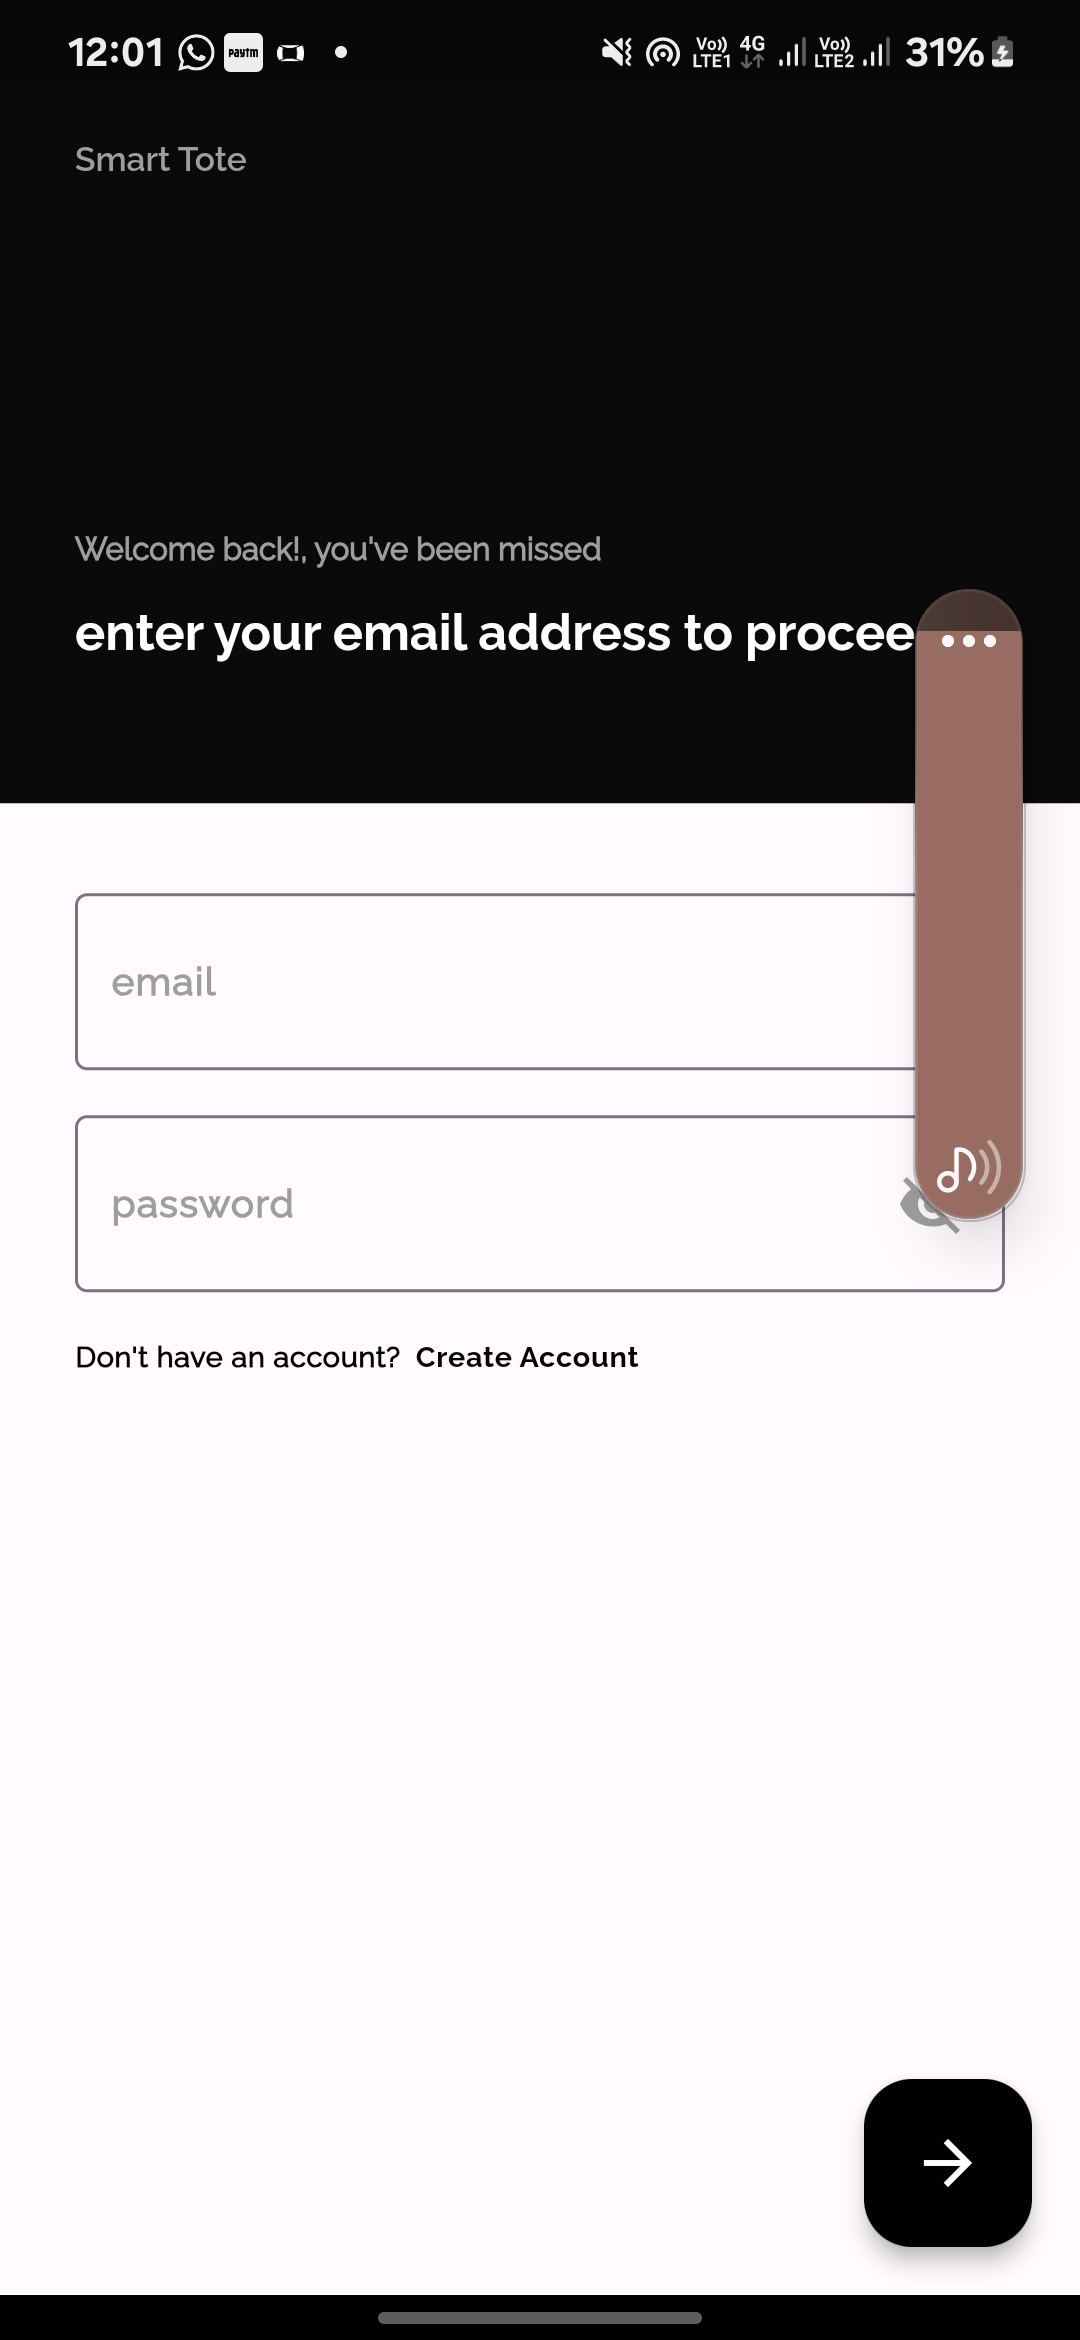 12:01 paytm Vo)) LTE1 4G Vo)) LTE2 31%
Smart Tote
Welcome back!, you've been missed
enter your email address to procee
email
password
Don't have an account? Create Account